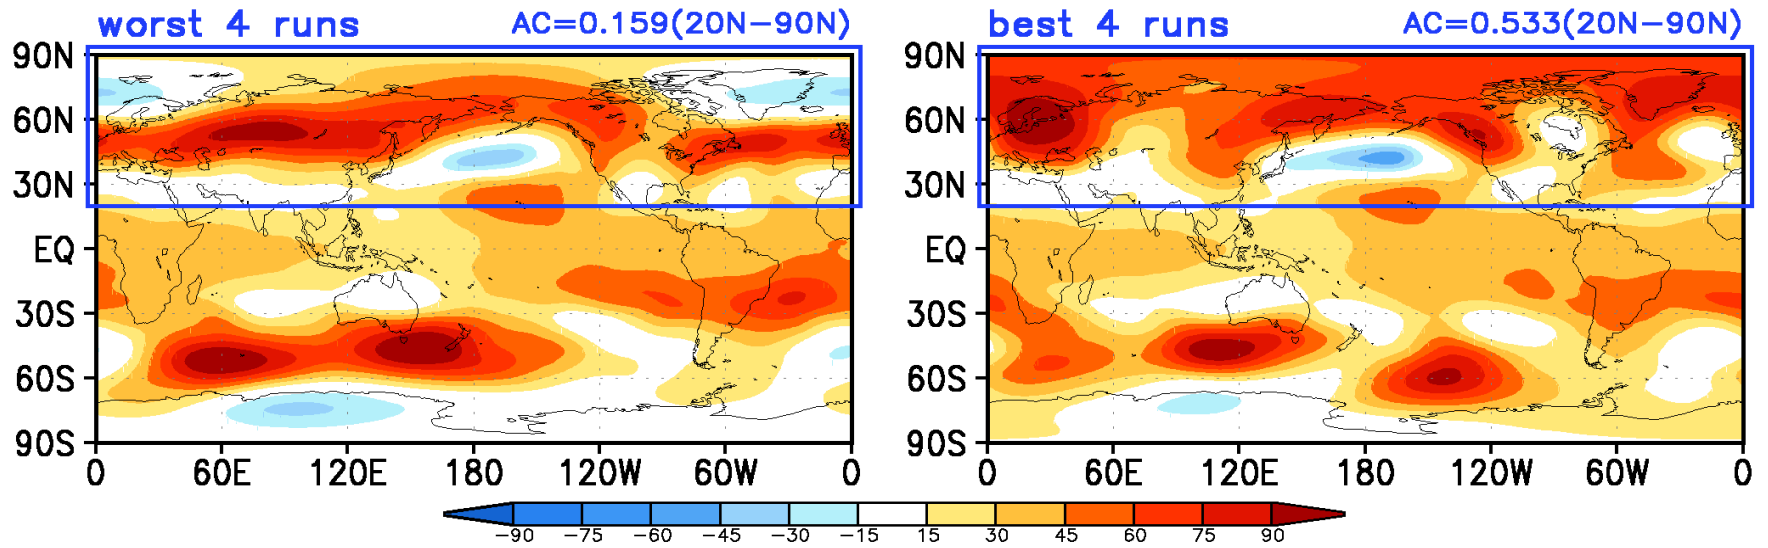 worst 4 runs AC=0.159(20N−90N)
90N
60N
30N
EQ
30S
60S
90S
0 60E 120E 180 120W 60W 0
best 4 runs AC=0.533(20N−90N)
90N
60N
30N
EQ
30S
60S
90S
0 60E 120E 180 120W 60W 0
−90 −75 −60 −45 −30 −15 15 30 45 60 75 90